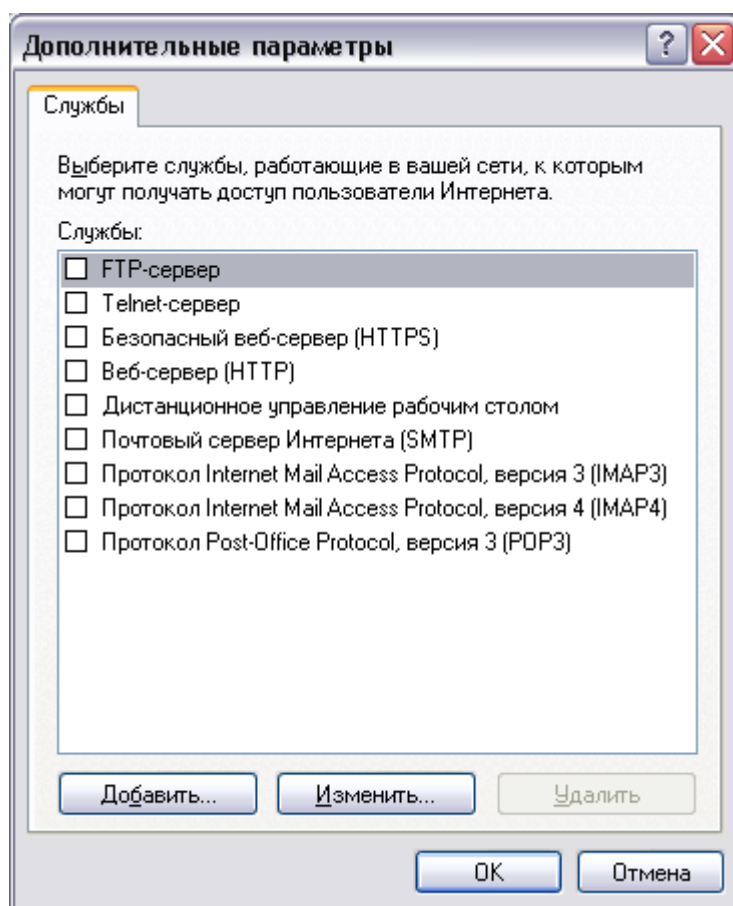 Дополнительные параметры
Службы
Выберите службы, работающие в вашей сети, к которым
могут получать доступ пользователи Интернета.
Службы:
FTP-сервер
Telnet-сервер
Безопасный веб-сервер (HTTPS)
Веб-сервер (HTTP)
Дистанционное управление рабочим столом
Почтовый сервер Интернета (SMTP)
Протокол Internet Mail Access Protocol, версия 3 (IMAP3)
Протокол Internet Mail Access Protocol, версия 4 (IMAP4)
Протокол Post-Office Protocol, версия 3 (POP3)
Добавить... Изменить... Удалить
OK Отмена